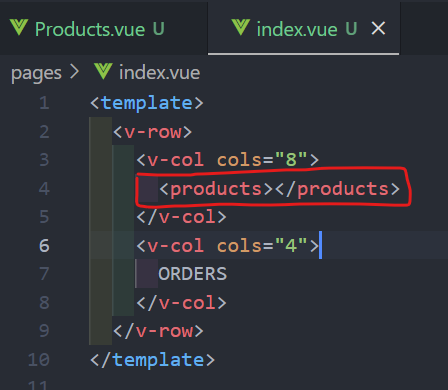 Products.vue U index.vue U ×
pages > index.vue
1 <template>
2 <v-row>
3 <v-col cols="8">
4 <products></products>
5 </v-col>
6 <v-col cols="4">
7 ORDERS
8 </v-col>
9 </v-row>
10 </template>